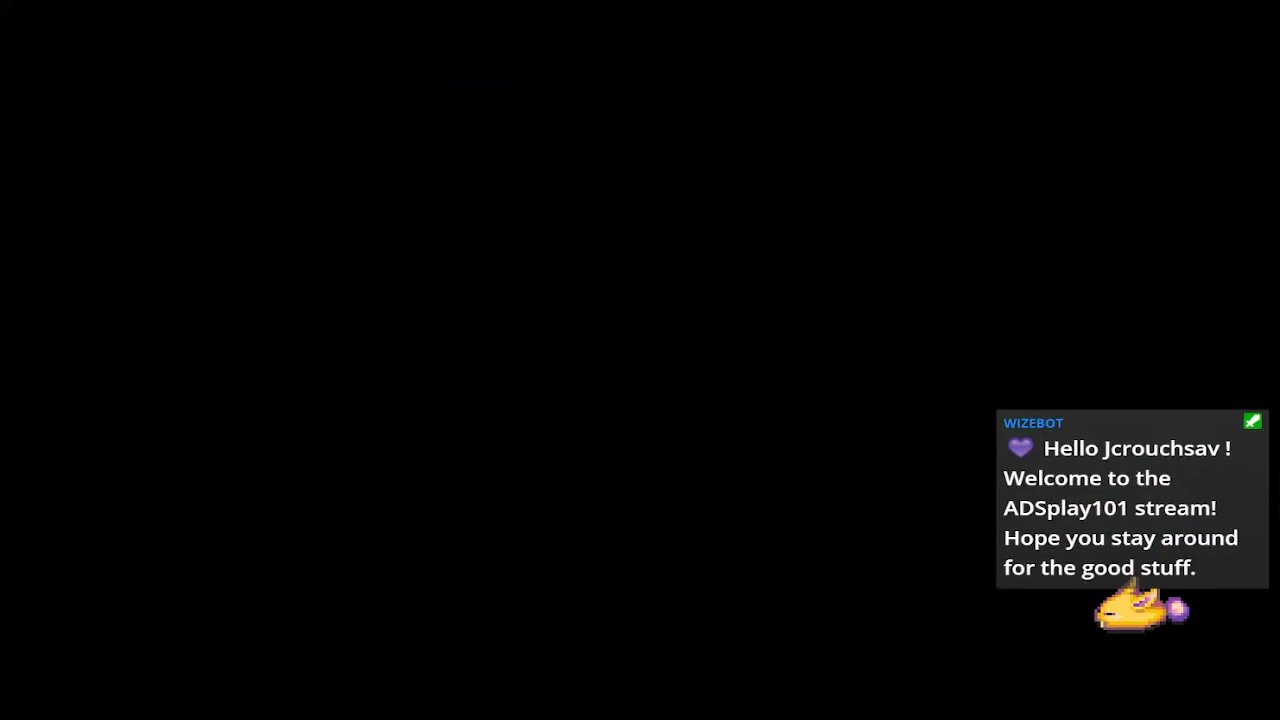 WIZEBOT
Hello Jcrouchsav !
Welcome to the
ADSplay101 stream!
Hope you stay around
for the good stuff.